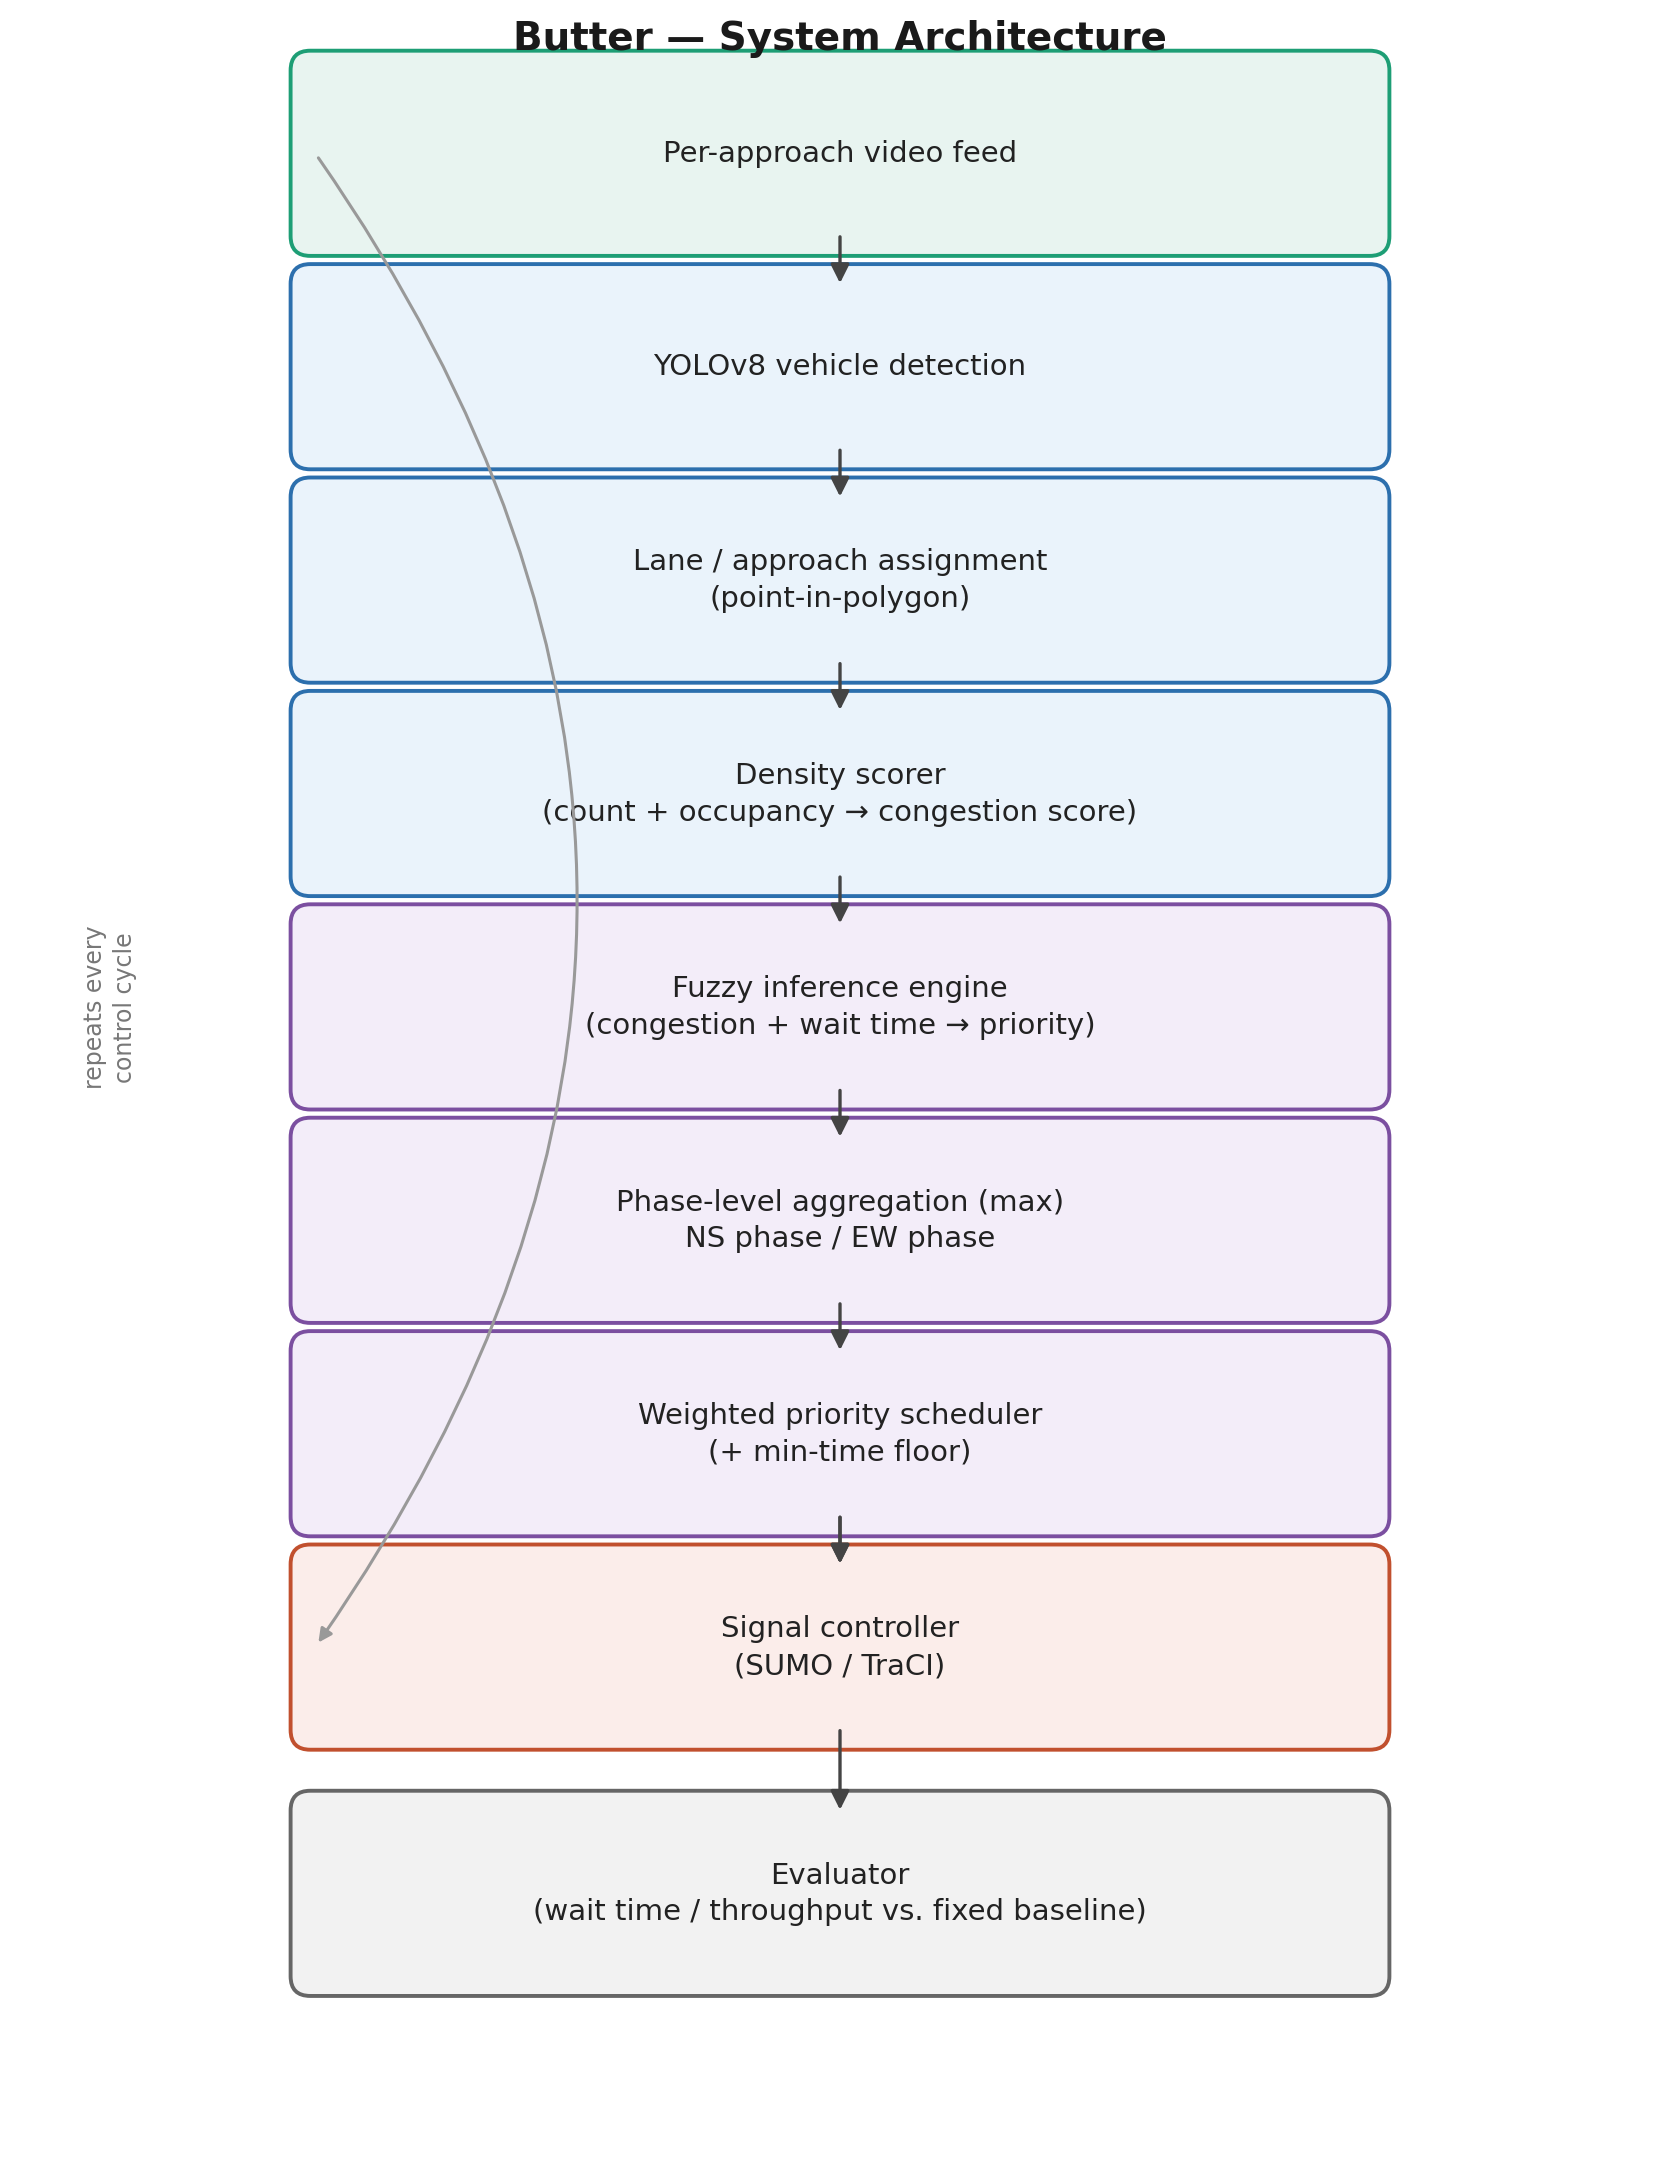 Butter — System Architecture
Per-approach video feed
YOLOv8 vehicle detection
Lane / approach assignment
(point-in-polygon)
Density scorer
(count + occupancy → congestion score)
repeats every
control cycle
Fuzzy inference engine
(congestion + wait time → priority)
Phase-level aggregation (max)
NS phase / EW phase
Weighted priority scheduler
(+ min-time floor)
Signal controller
(SUMO / TraCI)
Evaluator
(wait time / throughput vs. fixed baseline)